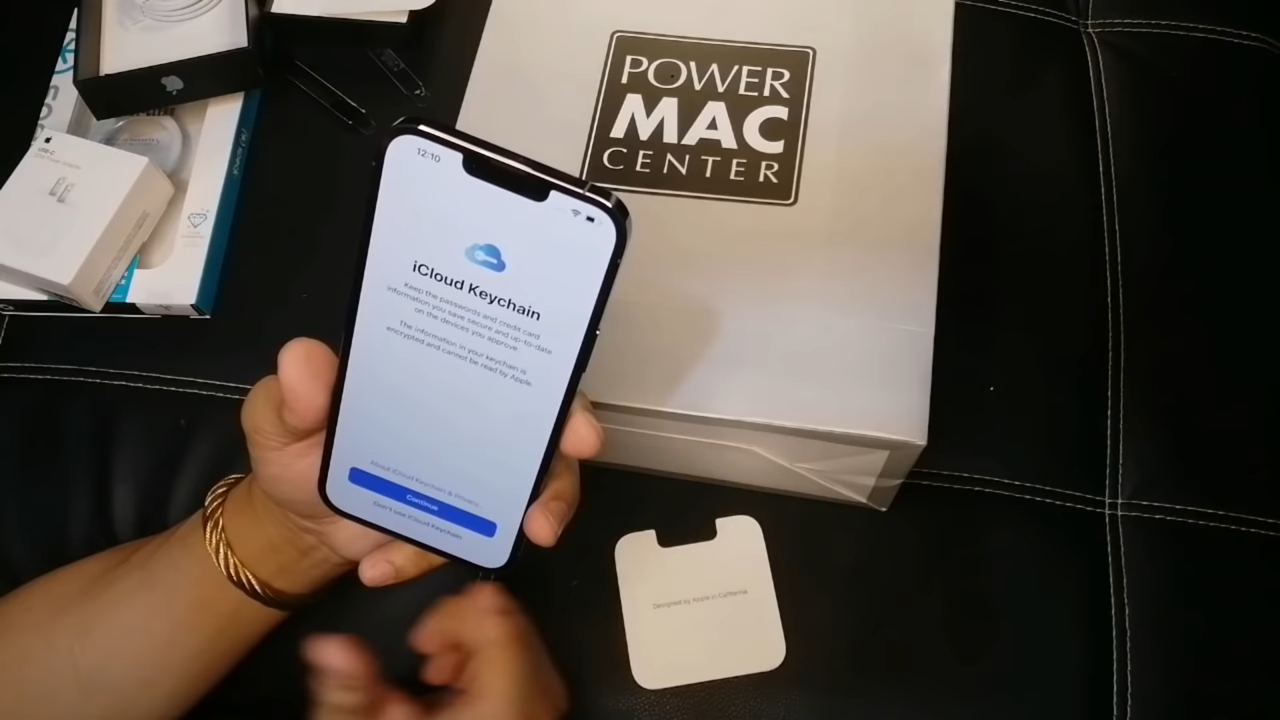 POWER
MAC
CENTER
12:10
iCloud Keychain
Keep the passwords and credit card
information you save secure and up-to-date
on the devices you approve.
The information in your keychain is
encrypted and cannot be read by Apple.
About iCloud Keychain & Privacy...
Continue
Don't use iCloud Keychain
Designed by Apple in California
USB-C